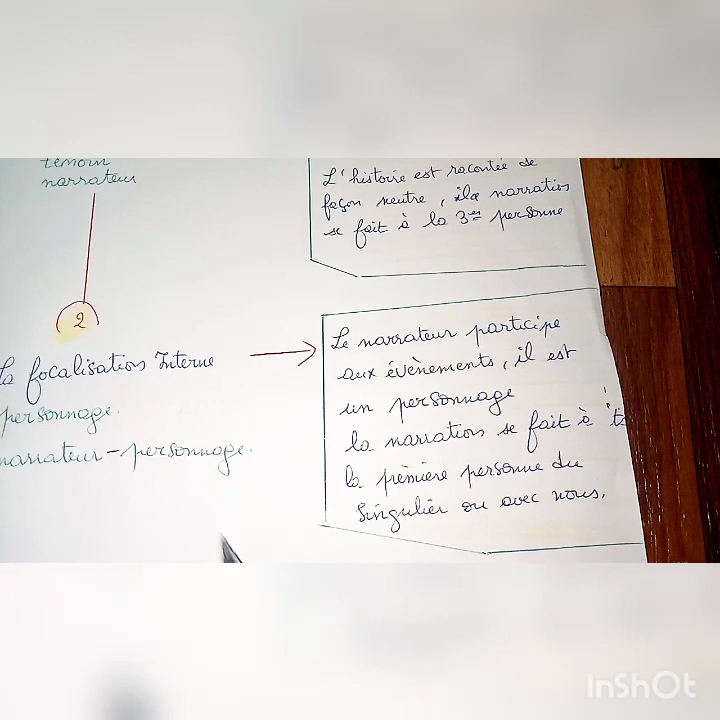 témoin
narrateur
L'histoire est racontée de
façon neutre, la narration
se fait à la 3ème personne
2
La focalisation Interne
personnage.
narrateur-personnage.
Le narrateur participe
aux évènements, il est
un personnage
la narration se fait à
la première personne du
Singulier ou avec nous.
InShOt